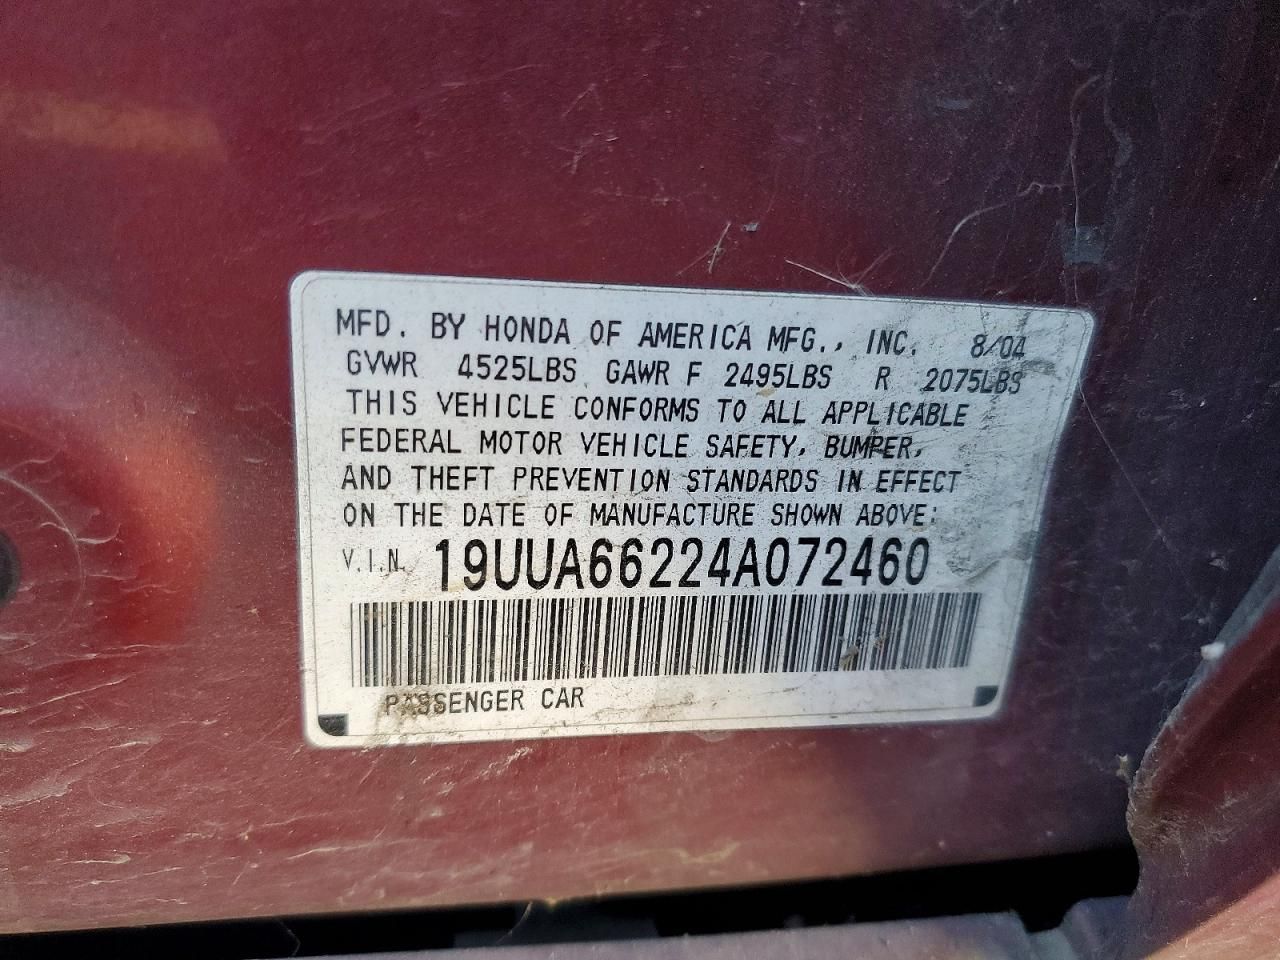 MFD. BY HONDA OF AMERICA MFG., INC. 8/04
GVWR 4525LBS GAWR F 2495LBS R 2075LBS
THIS VEHICLE CONFORMS TO ALL APPLICABLE
FEDERAL MOTOR VEHICLE SAFETY, BUMPER,
AND THEFT PREVENTION STANDARDS IN EFFECT
ON THE DATE OF MANUFACTURE SHOWN ABOVE:
V.I.N. 19UUA66224A072460
PASSENGER CAR